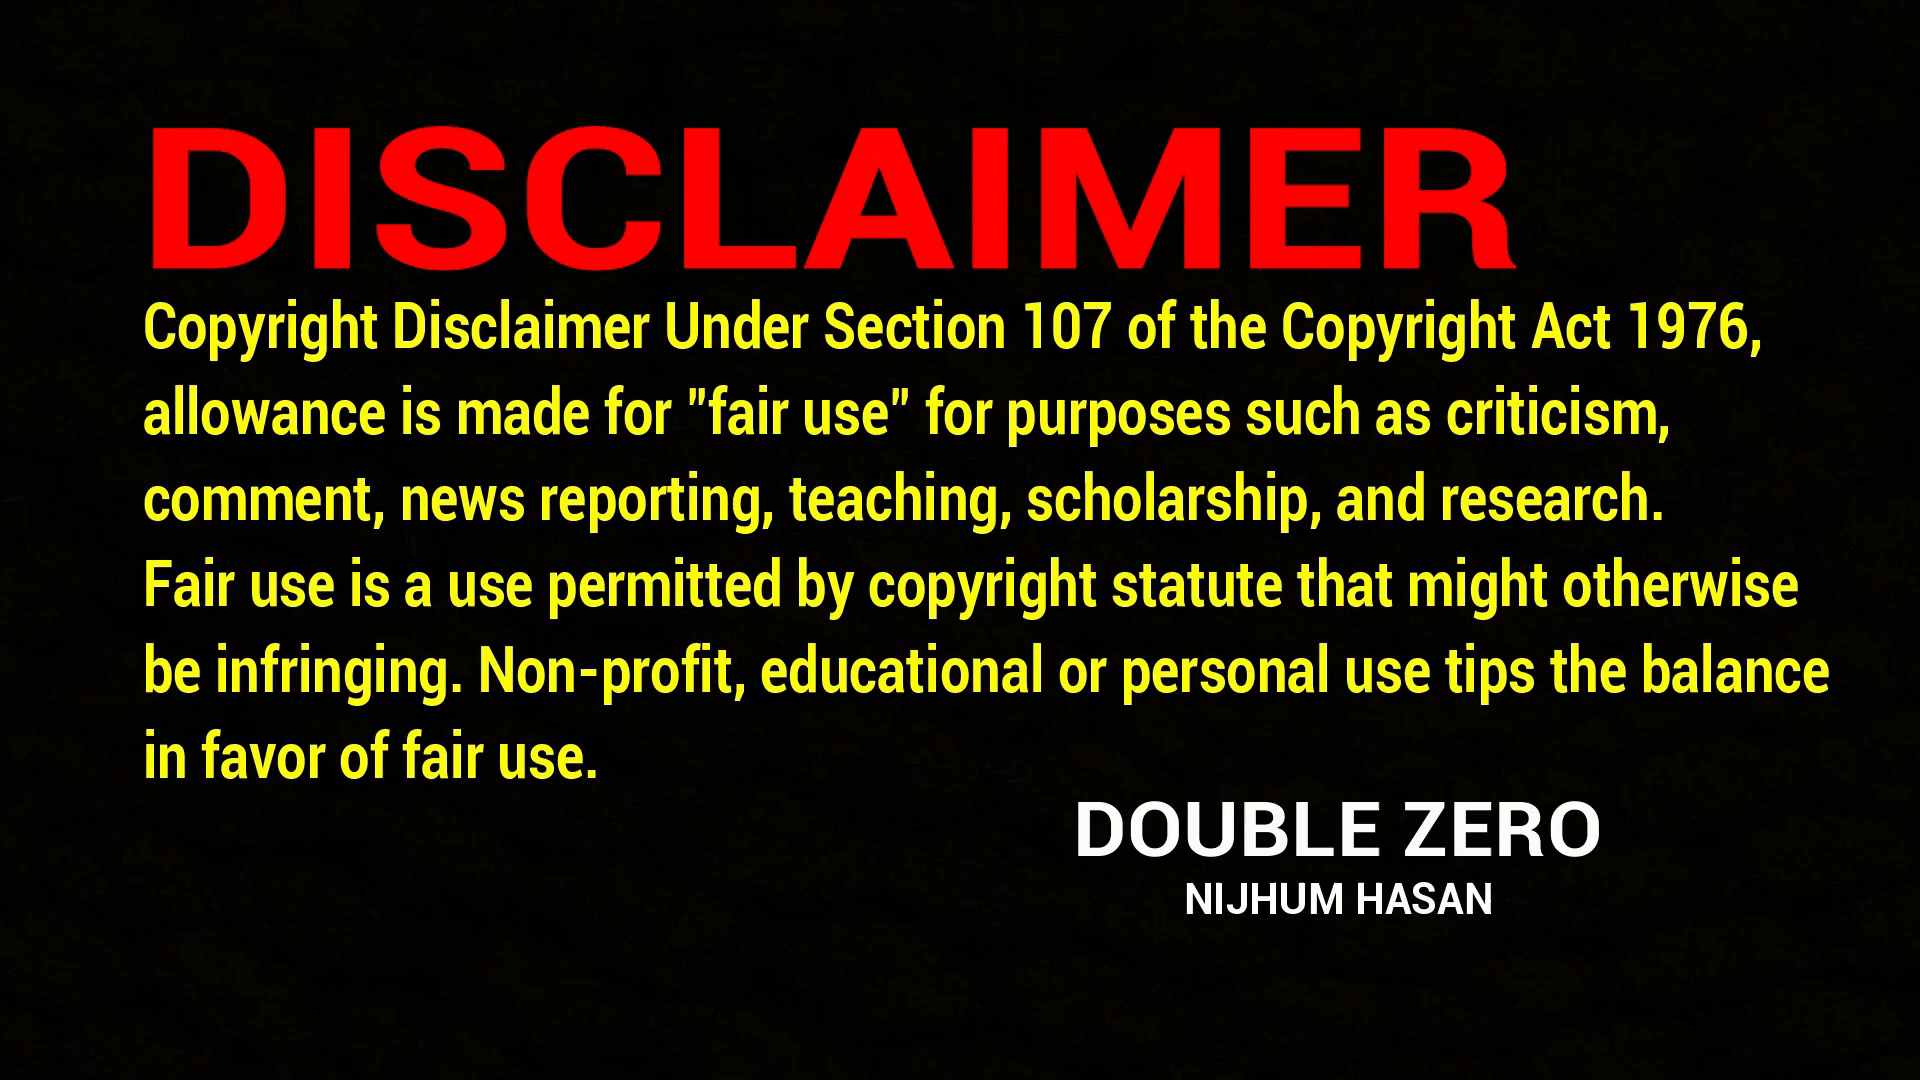 DISCLAIMER
Copyright Disclaimer Under Section 107 of the Copyright Act 1976,
allowance is made for "fair use" for purposes such as criticism,
comment, news reporting, teaching, scholarship, and research.
Fair use is a use permitted by copyright statute that might otherwise
be infringing. Non-profit, educational or personal use tips the balance
in favor of fair use.
DOUBLE ZERO
NIJHUM HASAN